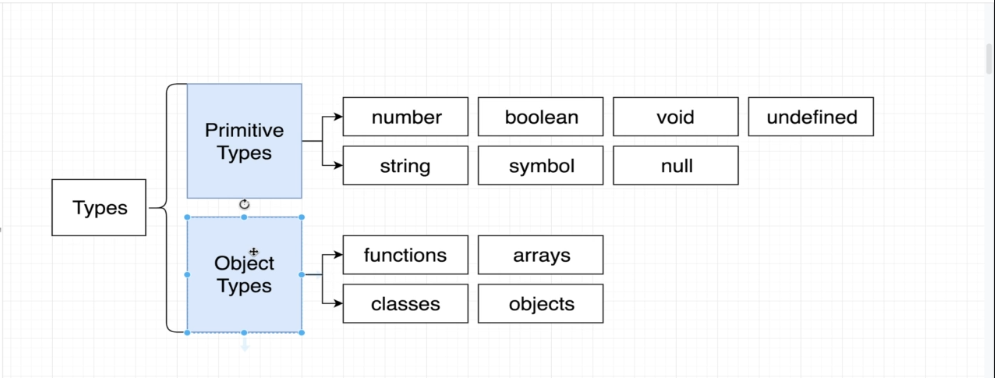 Types
Primitive
Types
number
boolean
void
undefined
string
symbol
null
Object
Types
functions
arrays
classes
objects